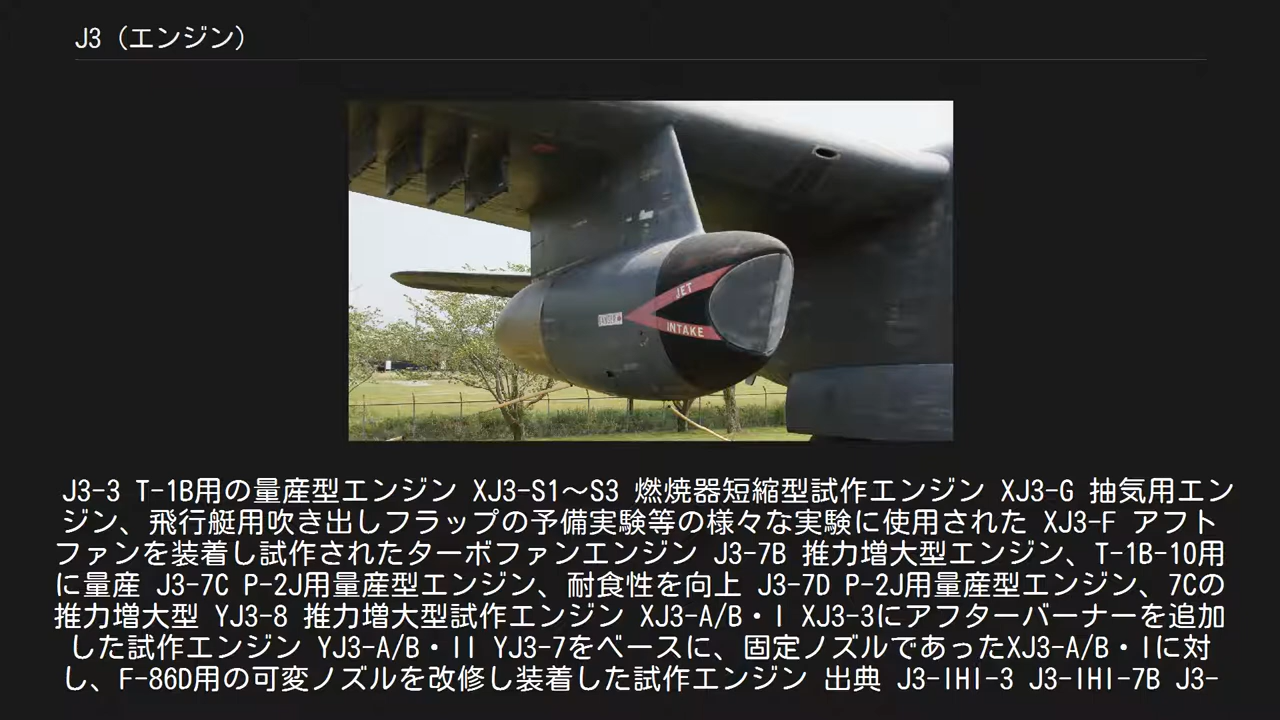 J3（エンジン）
JET
INTAKE
J3-3 T-1B用の量産型エンジン XJ3-S1～S3 燃焼器短縮型試作エンジン XJ3-G 抽気用エン
ジン、飛行艇用吹き出しフラップの予備実験等の様々な実験に使用された XJ3-F アフト
ファンを装着し試作されたターボファンエンジン J3-7B 推力増大型エンジン、T-1B-10用
に量産 J3-7C P-2J用量産型エンジン、耐食性を向上 J3-7D P-2J用量産型エンジン、7Cの
推力増大型 YJ3-8 推力増大型試作エンジン XJ3-A/B・I XJ3-3にアフターバーナーを追加
した試作エンジン YJ3-A/B・II YJ3-7をベースに、固定ノズルであったXJ3-A/B・Iに対
し、F-86D用の可変ノズルを改修し装着した試作エンジン 出典 J3-IHI-3 J3-IHI-7B J3-